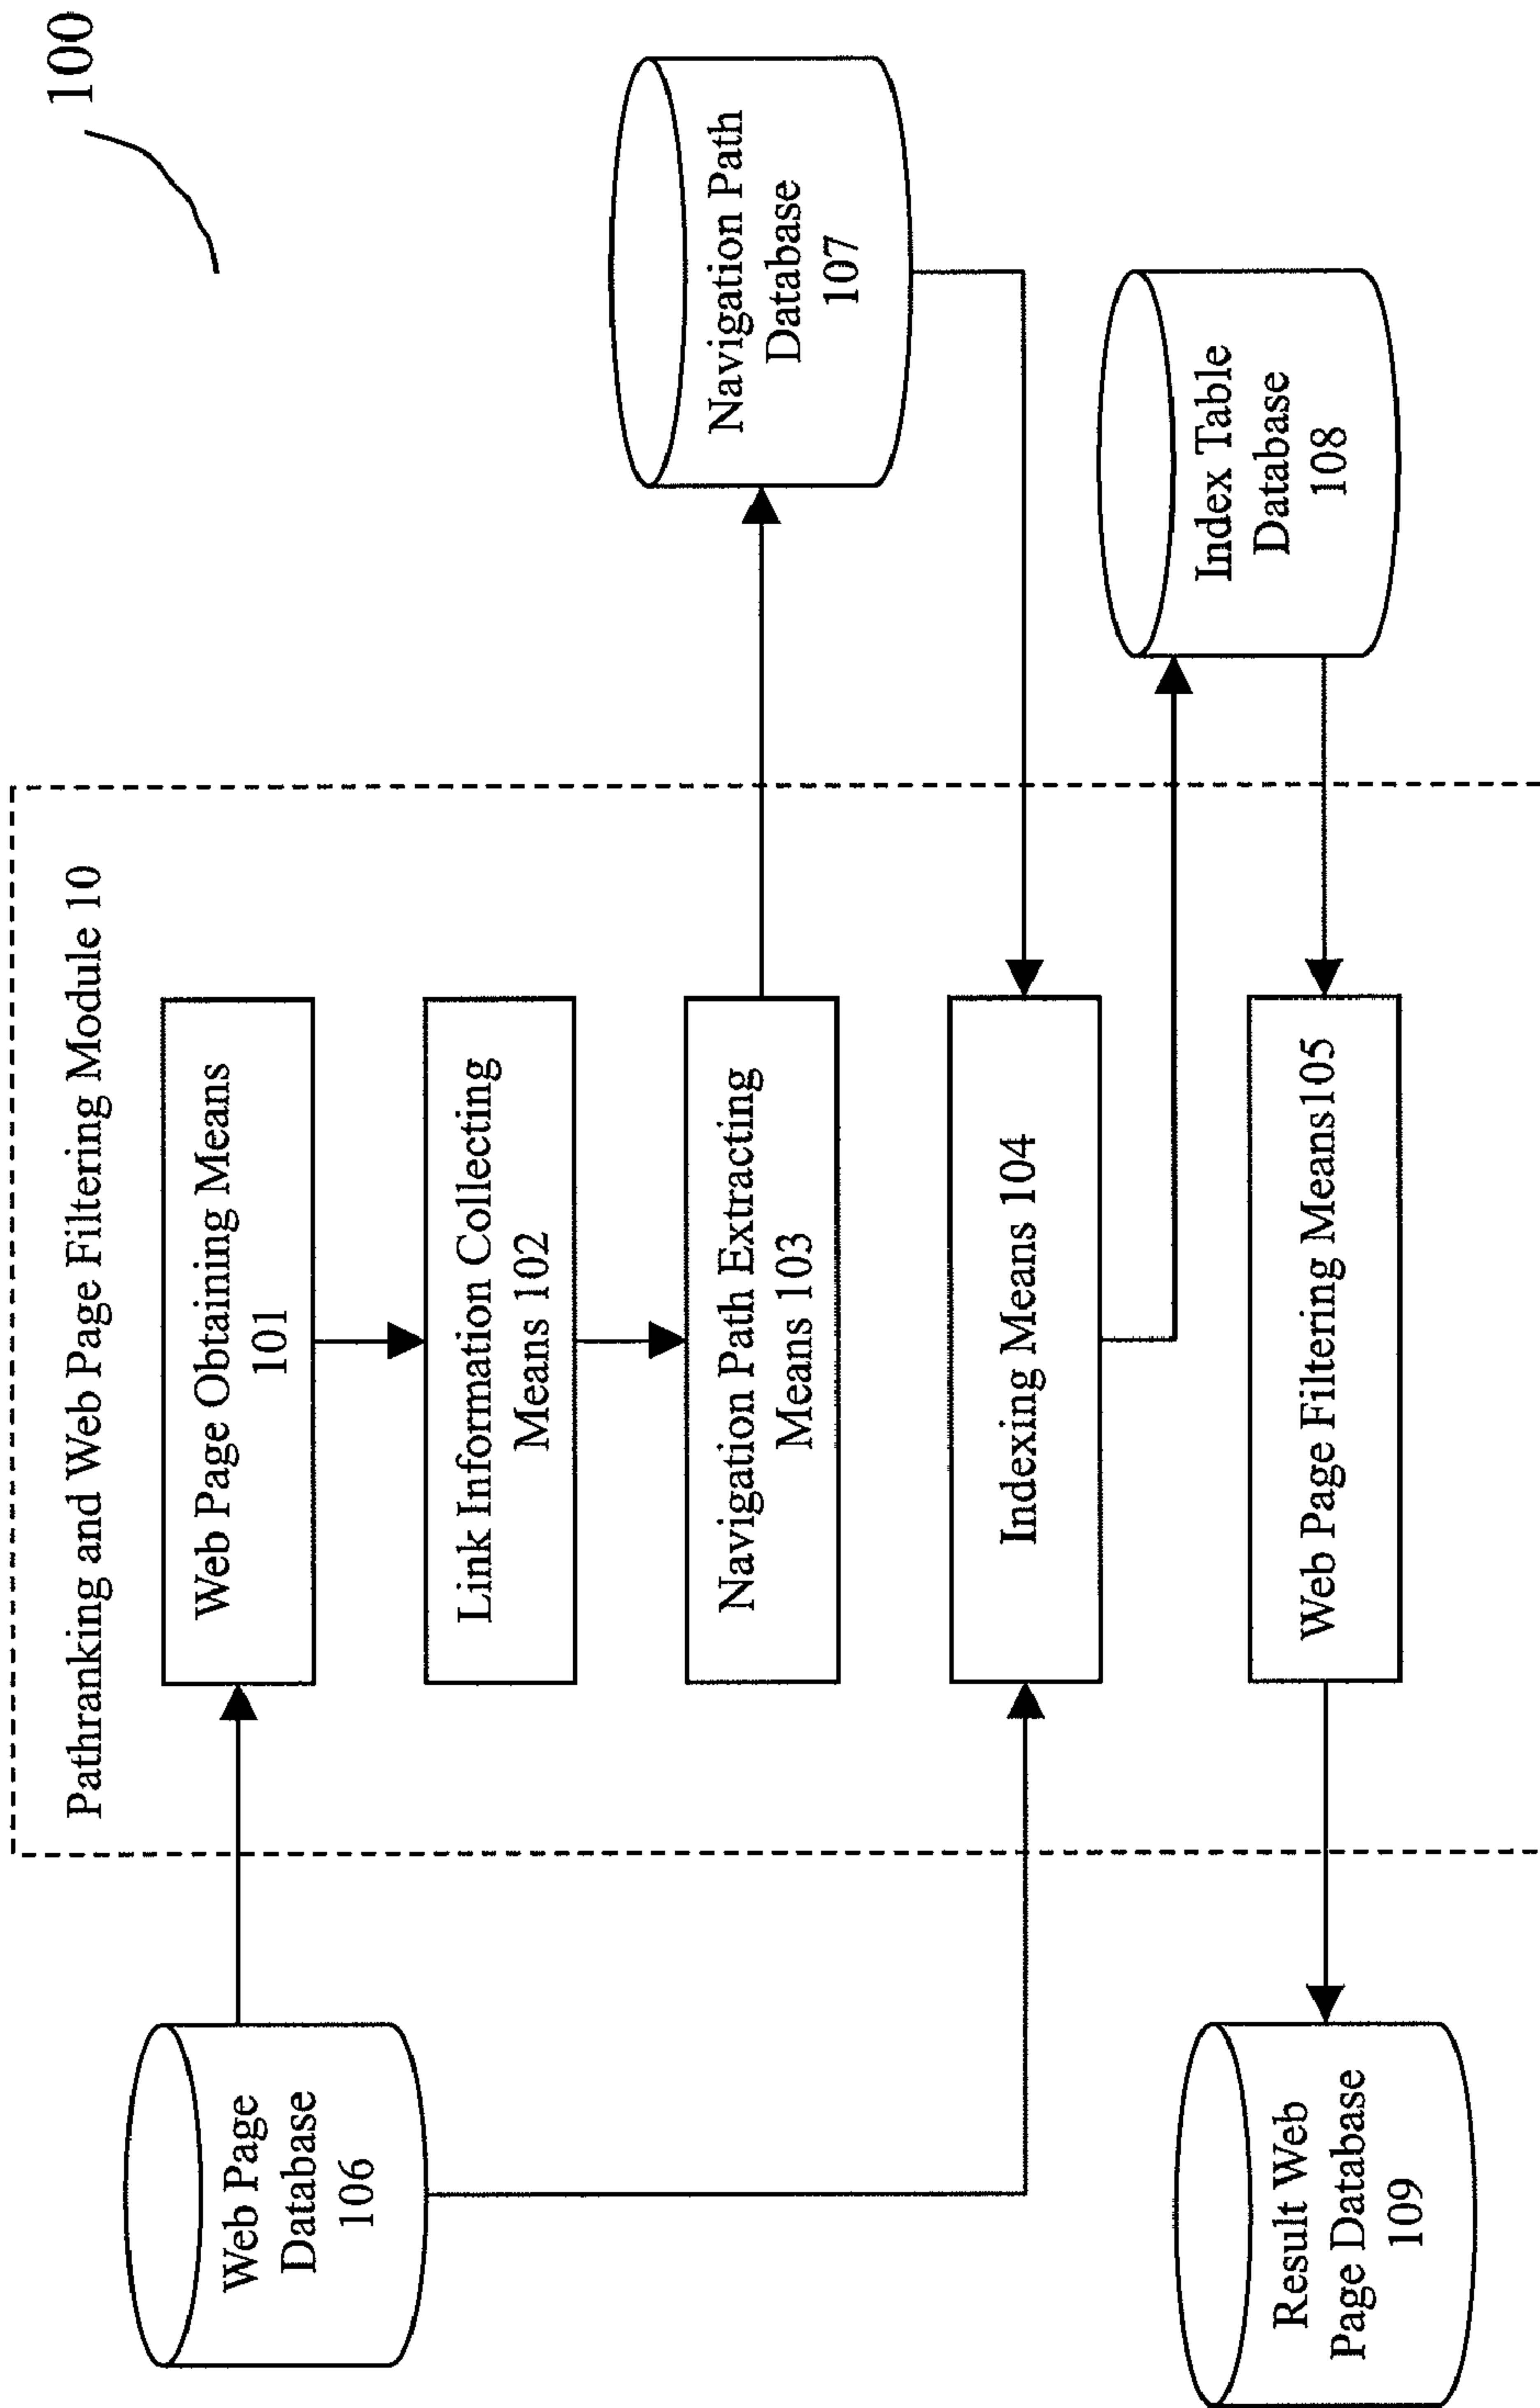 100
Pathranking and Web Page Filtering Module 10
Web Page
Database
106
Web Page Obtaining Means
101
Link Information Collecting
Means 102
Navigation Path Extracting
Means 103
Navigation Path
Database
107
Indexing Means 104
Index Table
Database
108
Web Page Filtering Means105
Result Web
Page Database
109